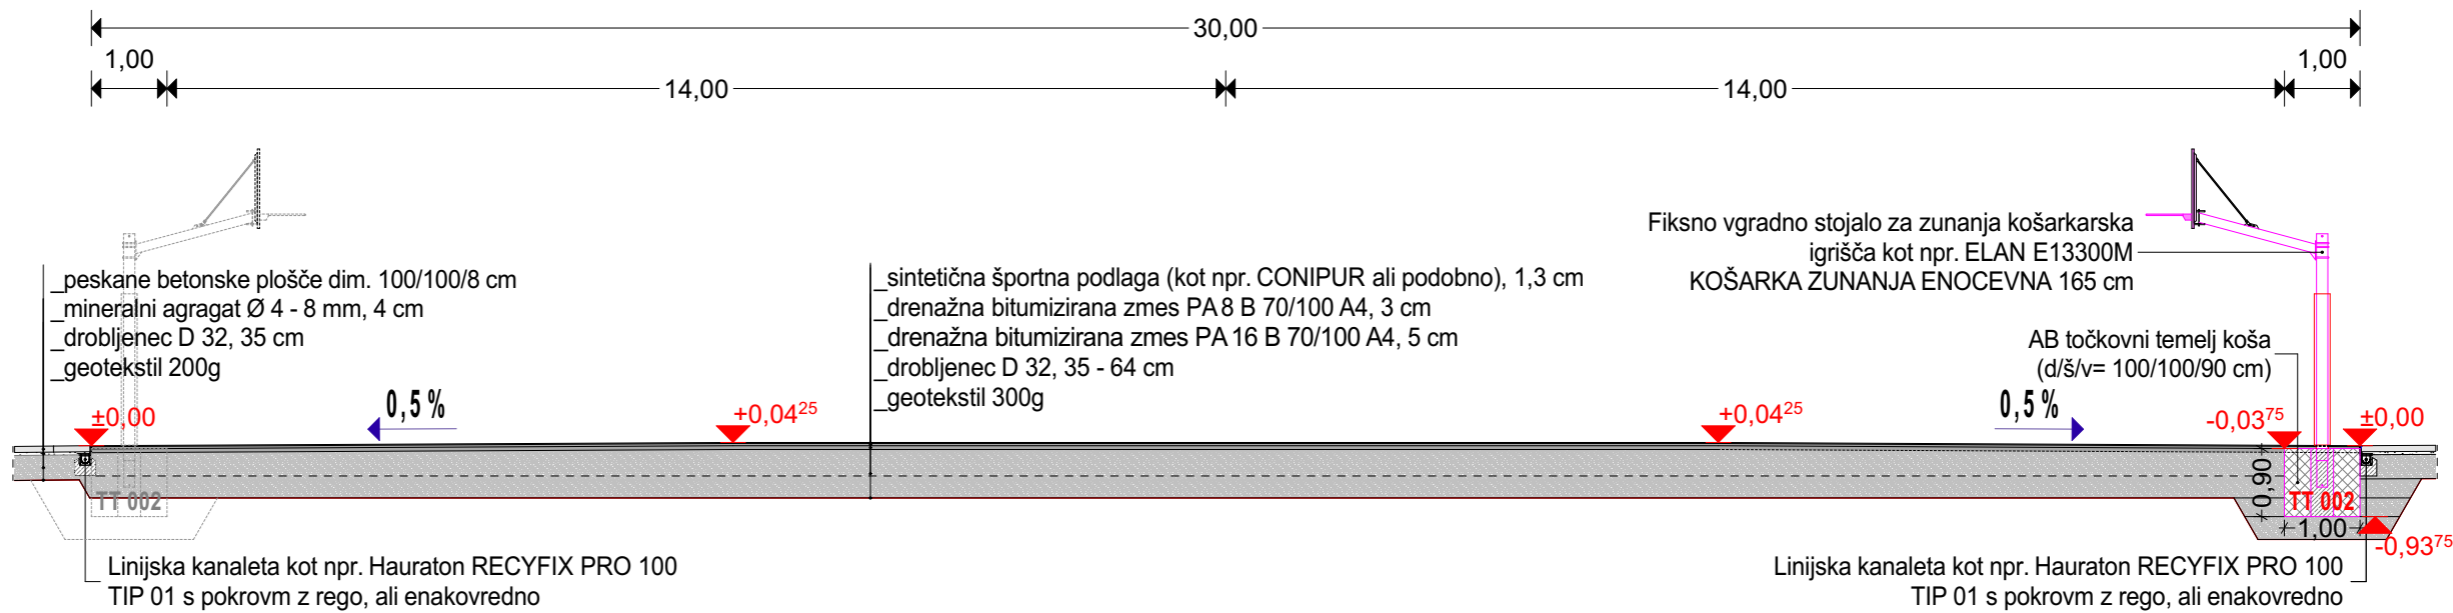 30,00
1,00
1,00
14,00
14,00
Fiksno vgradno stojalo za zunanja košarkarska
igrišča kot npr. ELAN E13300M
KOŠARKA ZUNANJA ENOCEVNA 165 cm
_peskane betonske plošče dim. 100/100/8 cm
_mineralni agragat Ø 4 - 8 mm, 4 cm
_drobljenec D 32, 35 cm
_geotekstil 200g
_sintetična športna podlaga (kot npr. CONIPUR ali podobno), 1,3 cm
_drenažna bitumizirana zmes PA 8 B 70/100 A4, 3 cm
_drenažna bitumizirana zmes PA 16 B 70/100 A4, 5 cm
_drobljenec D 32, 35 - 64 cm
_geotekstil 300g
AB točkovni temelj koša
(d/š/v= 100/100/90 cm)
±0,00
0,5 %
+0,04²⁵
+0,04²⁵
0,5 %
-0,03⁷⁵
±0,00
0,90
TT 002
TT 002
1,00
-0,93⁷⁵
Linijska kanaleta kot npr. Hauraton RECYFIX PRO 100
TIP 01 s pokrovm z rego, ali enakovredno
Linijska kanaleta kot npr. Hauraton RECYFIX PRO 100
TIP 01 s pokrovm z rego, ali enakovredno